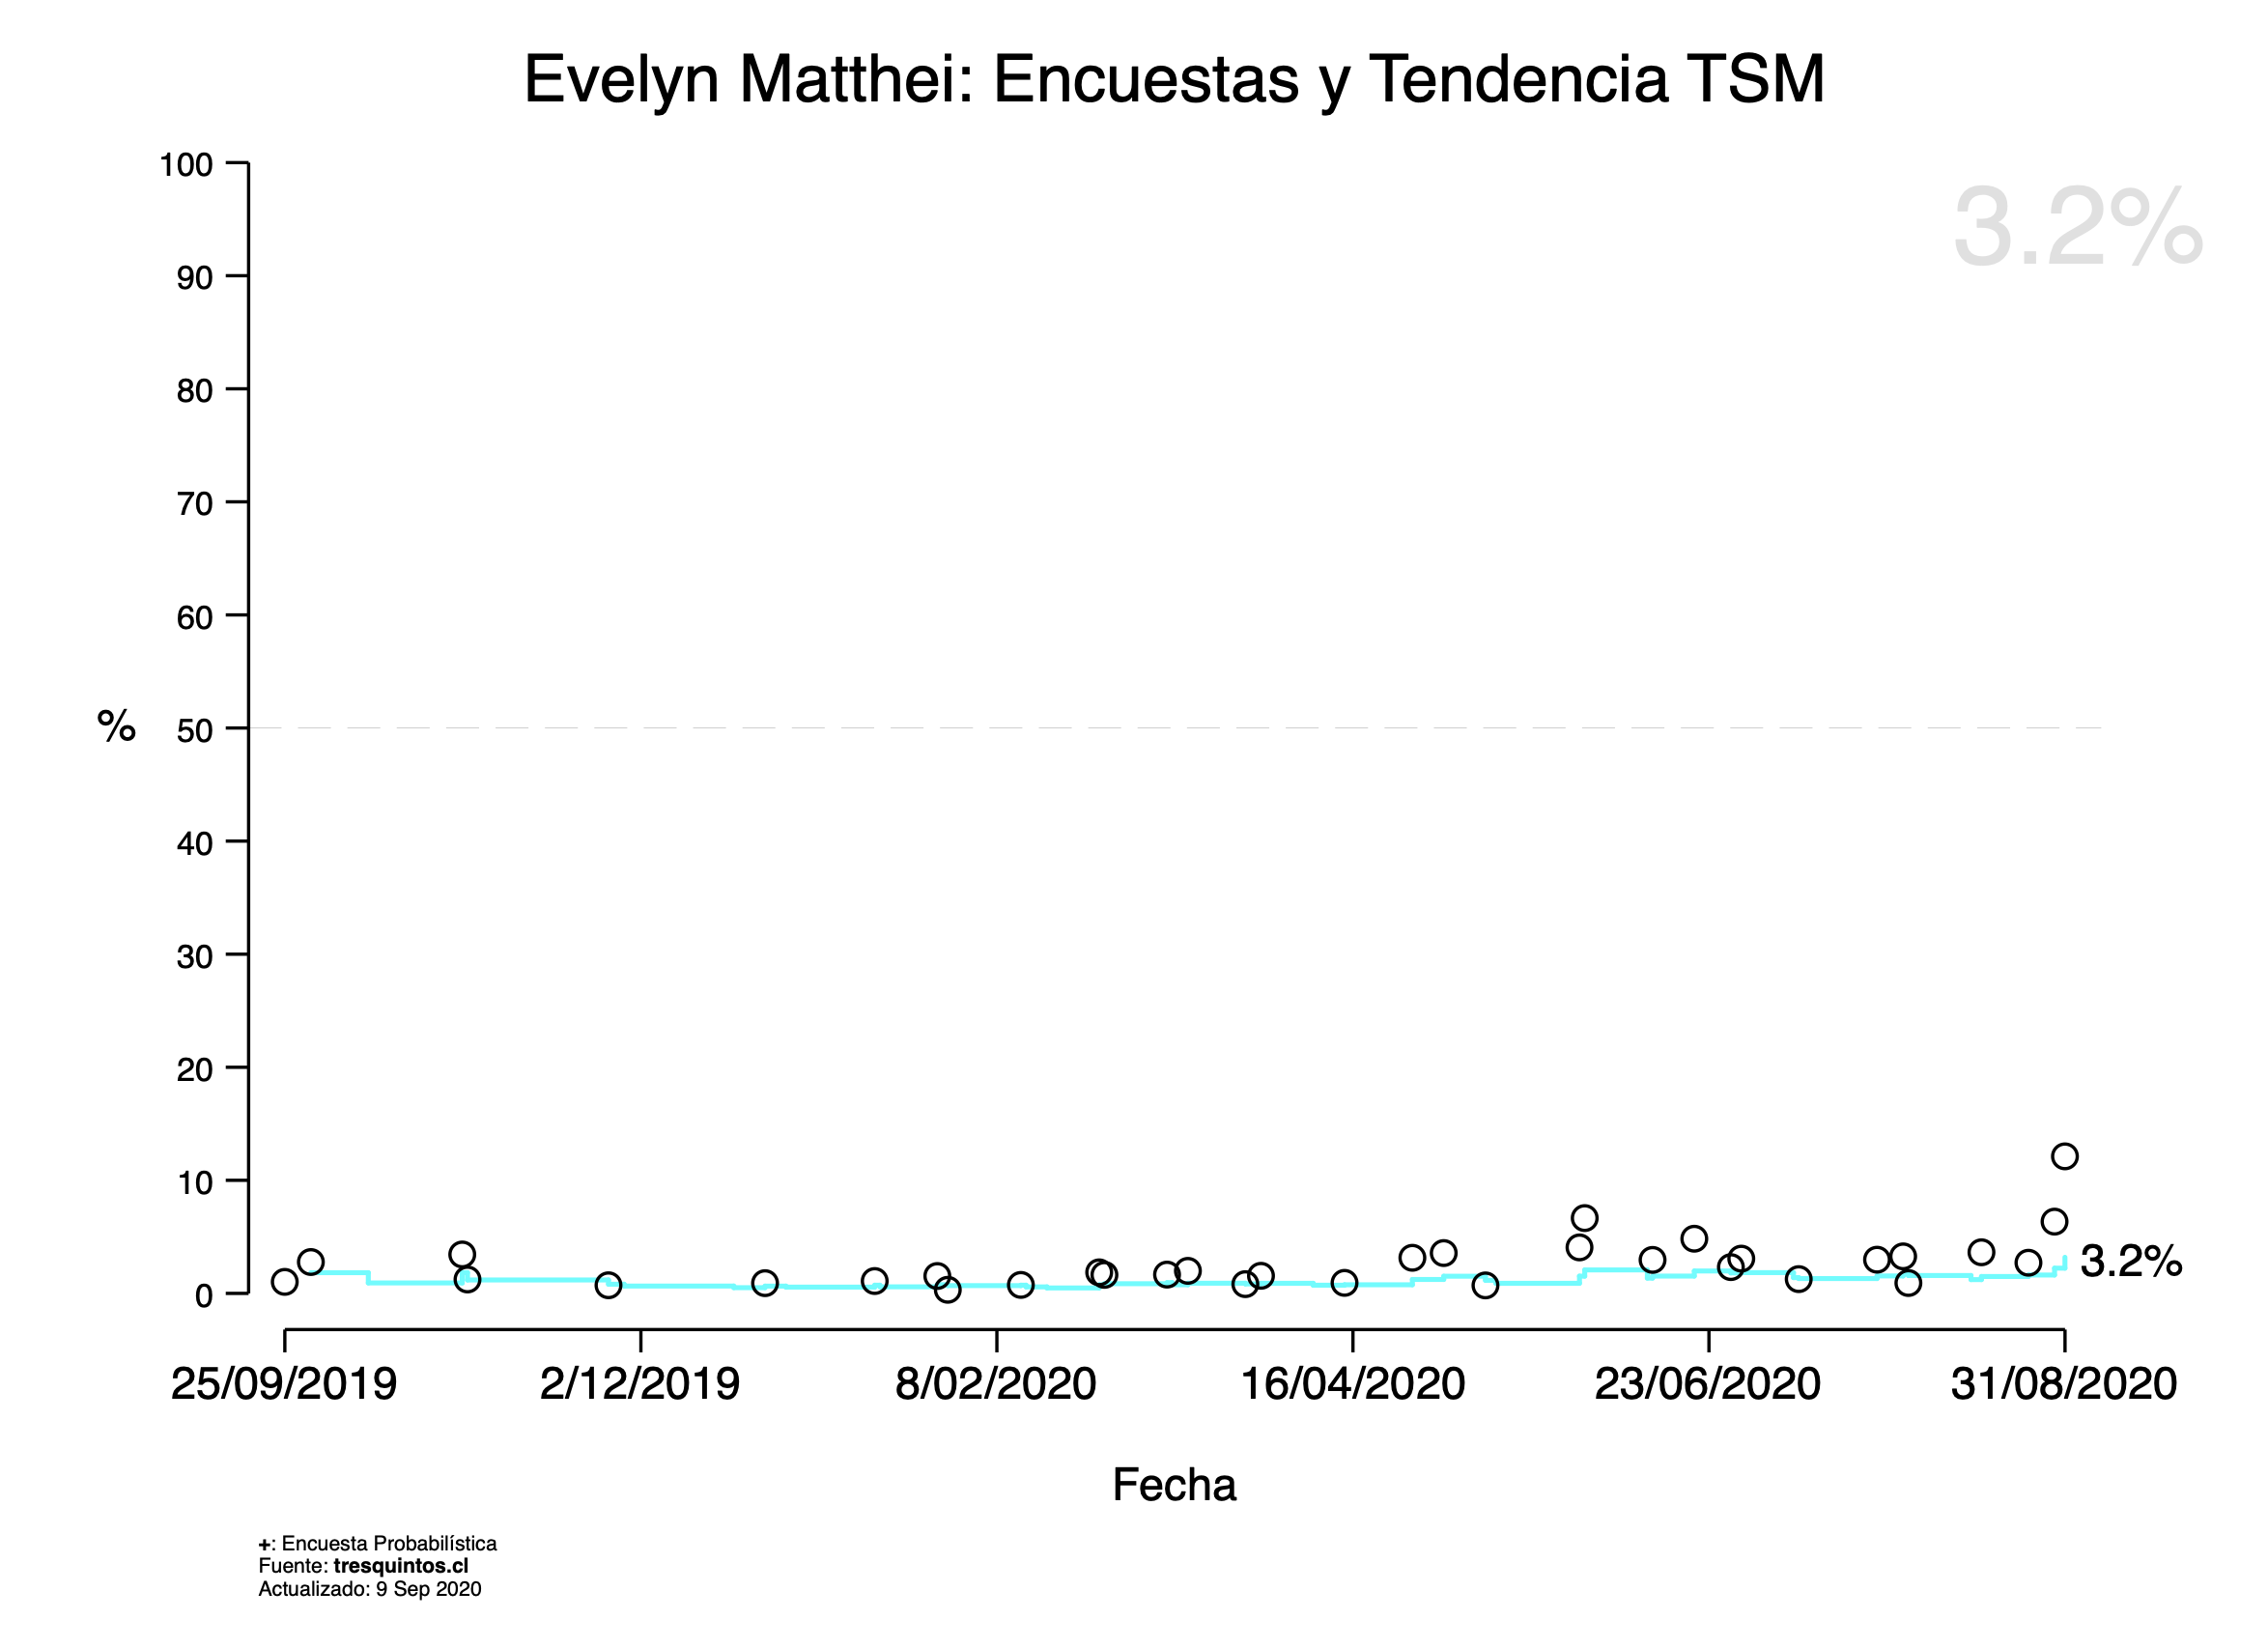 Evelyn Matthei: Encuestas y Tendencia TSM
3.2%
100
90
80
70
60
50
40
30
20
10
0
%
3.2%
25/09/2019 2/12/2019 8/02/2020 16/04/2020 23/06/2020 31/08/2020
Fecha
+: Encuesta Probabilística
Fuente: tresquintos.cl
Actualizado: 9 Sep 2020